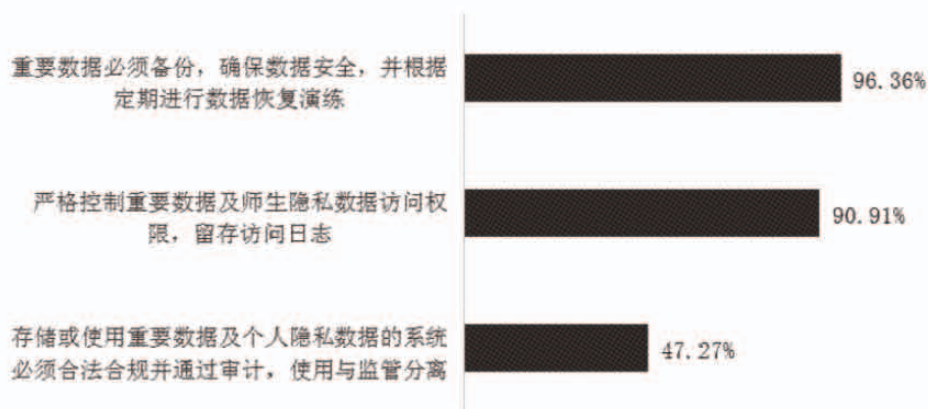 重要数据必须备份，确保数据安全，并根据
定期进行数据恢复演练
96.36%
严格控制重要数据及师生隐私数据访问权
限，留存访问日志
90.91%
存储或使用重要数据及个人隐私数据的系统
必须合法合规并通过审计，使用与监管分离
47.27%